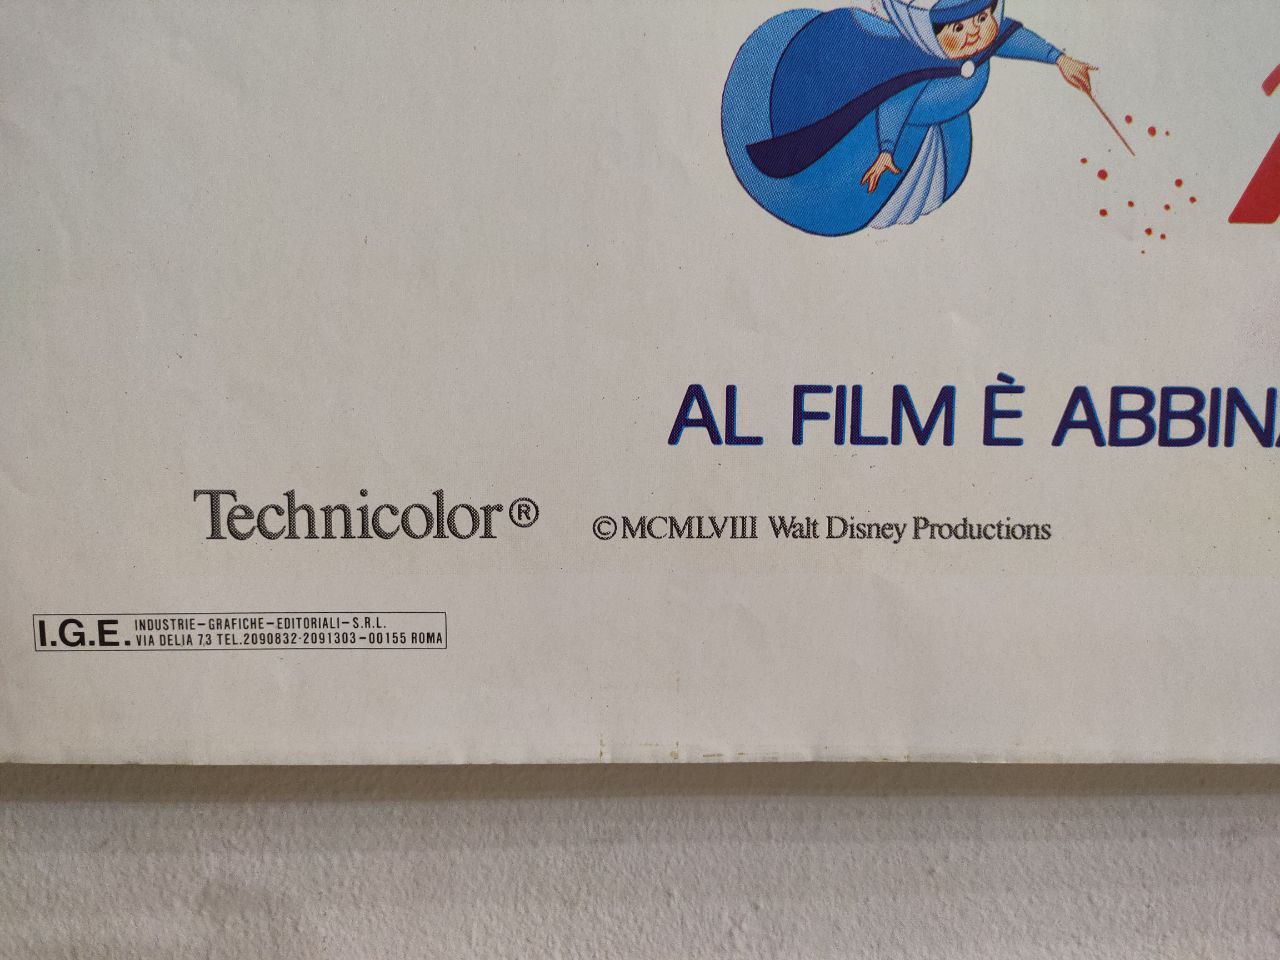 AL FILM È ABBIN
Technicolor®
© MCMLVIII Walt Disney Productions
I.G.E. INDUSTRIE-GRAFICHE-EDITORIALI-S.R.L.
VIA DELIA 7,3 TEL.2090832-2091303-00155 ROMA